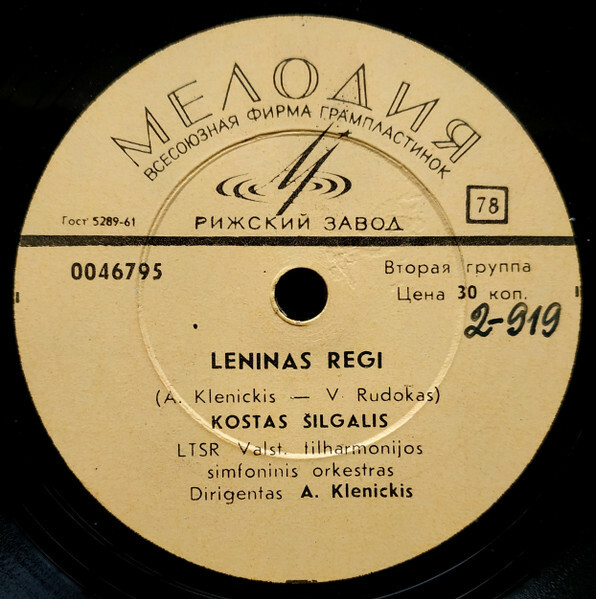 МЕЛОДИЯ
ВСЕСОЮЗНАЯ ФИРМА ГРАМПЛАСТИНОК
Гост 5289-61
РИЖСКИЙ ЗАВОД
78
0046795
Вторая группа
Цена 30 коп.
2-919
LENINAS REGI
(A. Klenickis — V. Rudokas)
KOSTAS ŠILGALIS
LTSR Valst. filharmonijos
simfoninis orkestras
Dirigentas A. Klenickis